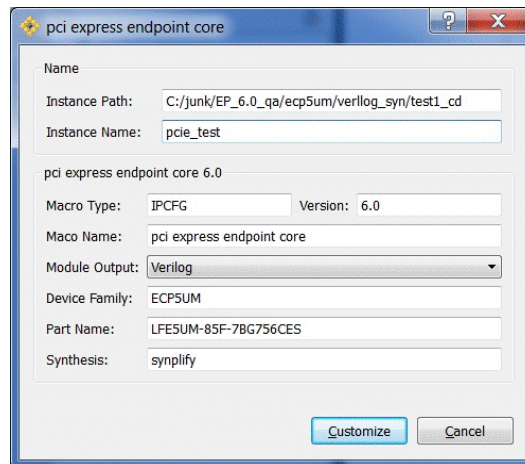 pci express endpoint core
Name
Instance Path: C:/junk/EP_6.0_qa/ecp5um/verllog_syn/test1_cd
Instance Name: pcie_test
pci express endpoint core 6.0
Macro Type: IPCFG Version: 6.0
Maco Name: pci express endpoint core
Module Output: Verilog
Device Family: ECP5UM
Part Name: LFE5UM-85F-7BG756CES
Synthesis: synplify
Customize Cancel